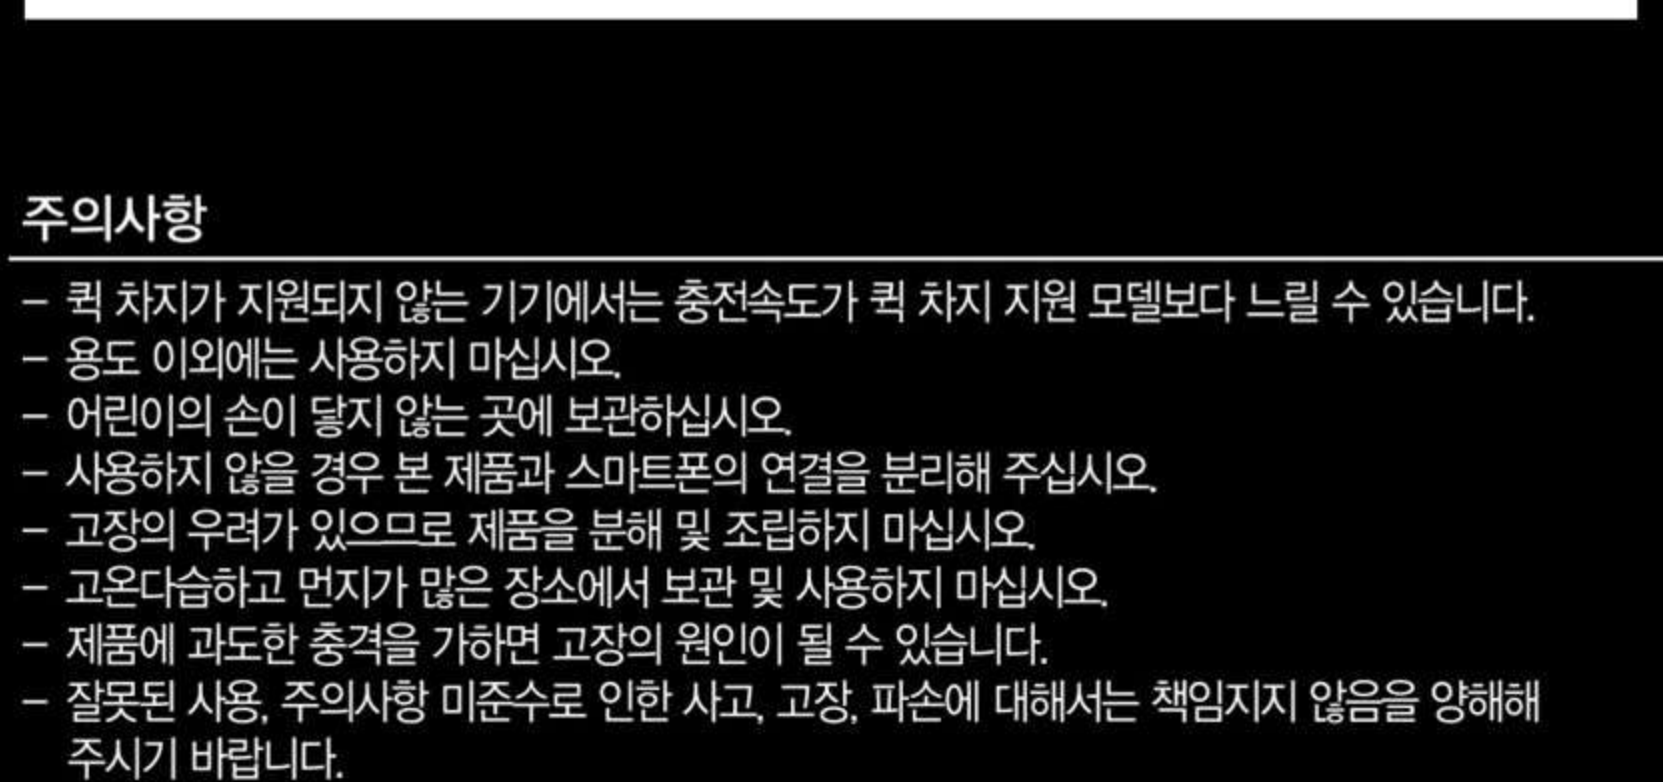 주의사항
– 퀵 차지가 지원되지 않는 기기에서는 충전속도가 퀵 차지 지원 모델보다 느릴 수 있습니다.
– 용도 이외에는 사용하지 마십시오.
– 어린이의 손이 닿지 않는 곳에 보관하십시오.
– 사용하지 않을 경우 본 제품과 스마트폰의 연결을 분리해 주십시오.
– 고장의 우려가 있으므로 제품을 분해 및 조립하지 마십시오.
– 고온다습하고 먼지가 많은 장소에서 보관 및 사용하지 마십시오.
– 제품에 과도한 충격을 가하면 고장의 원인이 될 수 있습니다.
– 잘못된 사용, 주의사항 미준수로 인한 사고, 고장, 파손에 대해서는 책임지지 않음을 양해해
주시기 바랍니다.